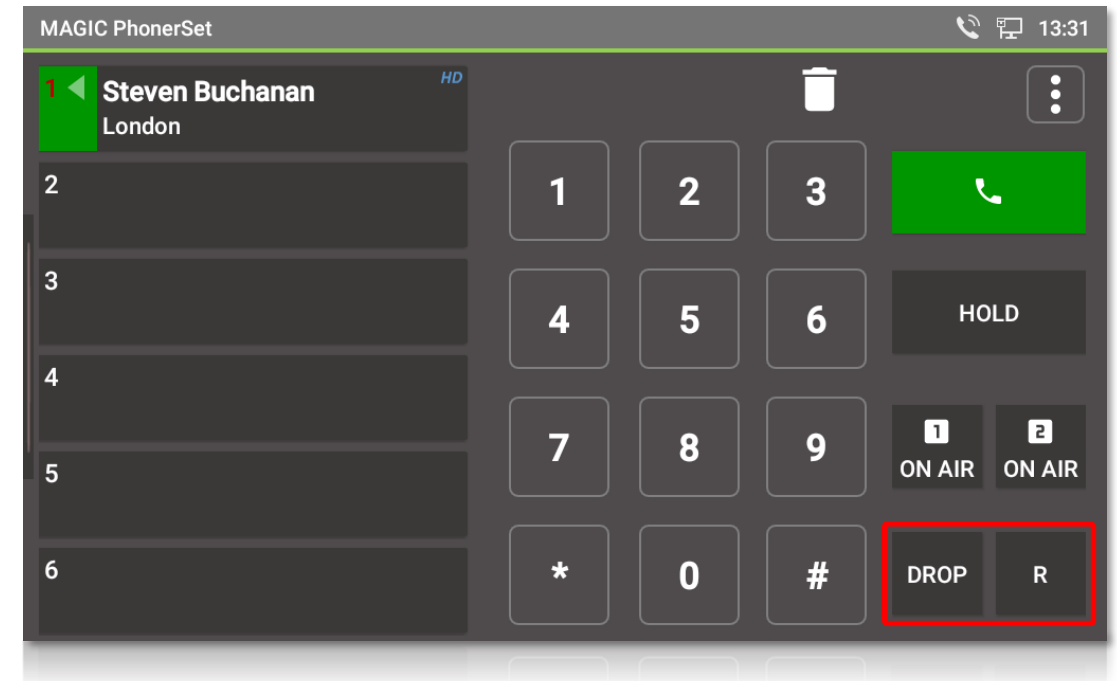 MAGIC PhonerSet
13:31
1
Steven Buchanan
HD
London
2
3
4
5
6
1 2 3
4 5 6
HOLD
7 8 9
1
ON AIR
2
ON AIR
* 0 #
DROP
R